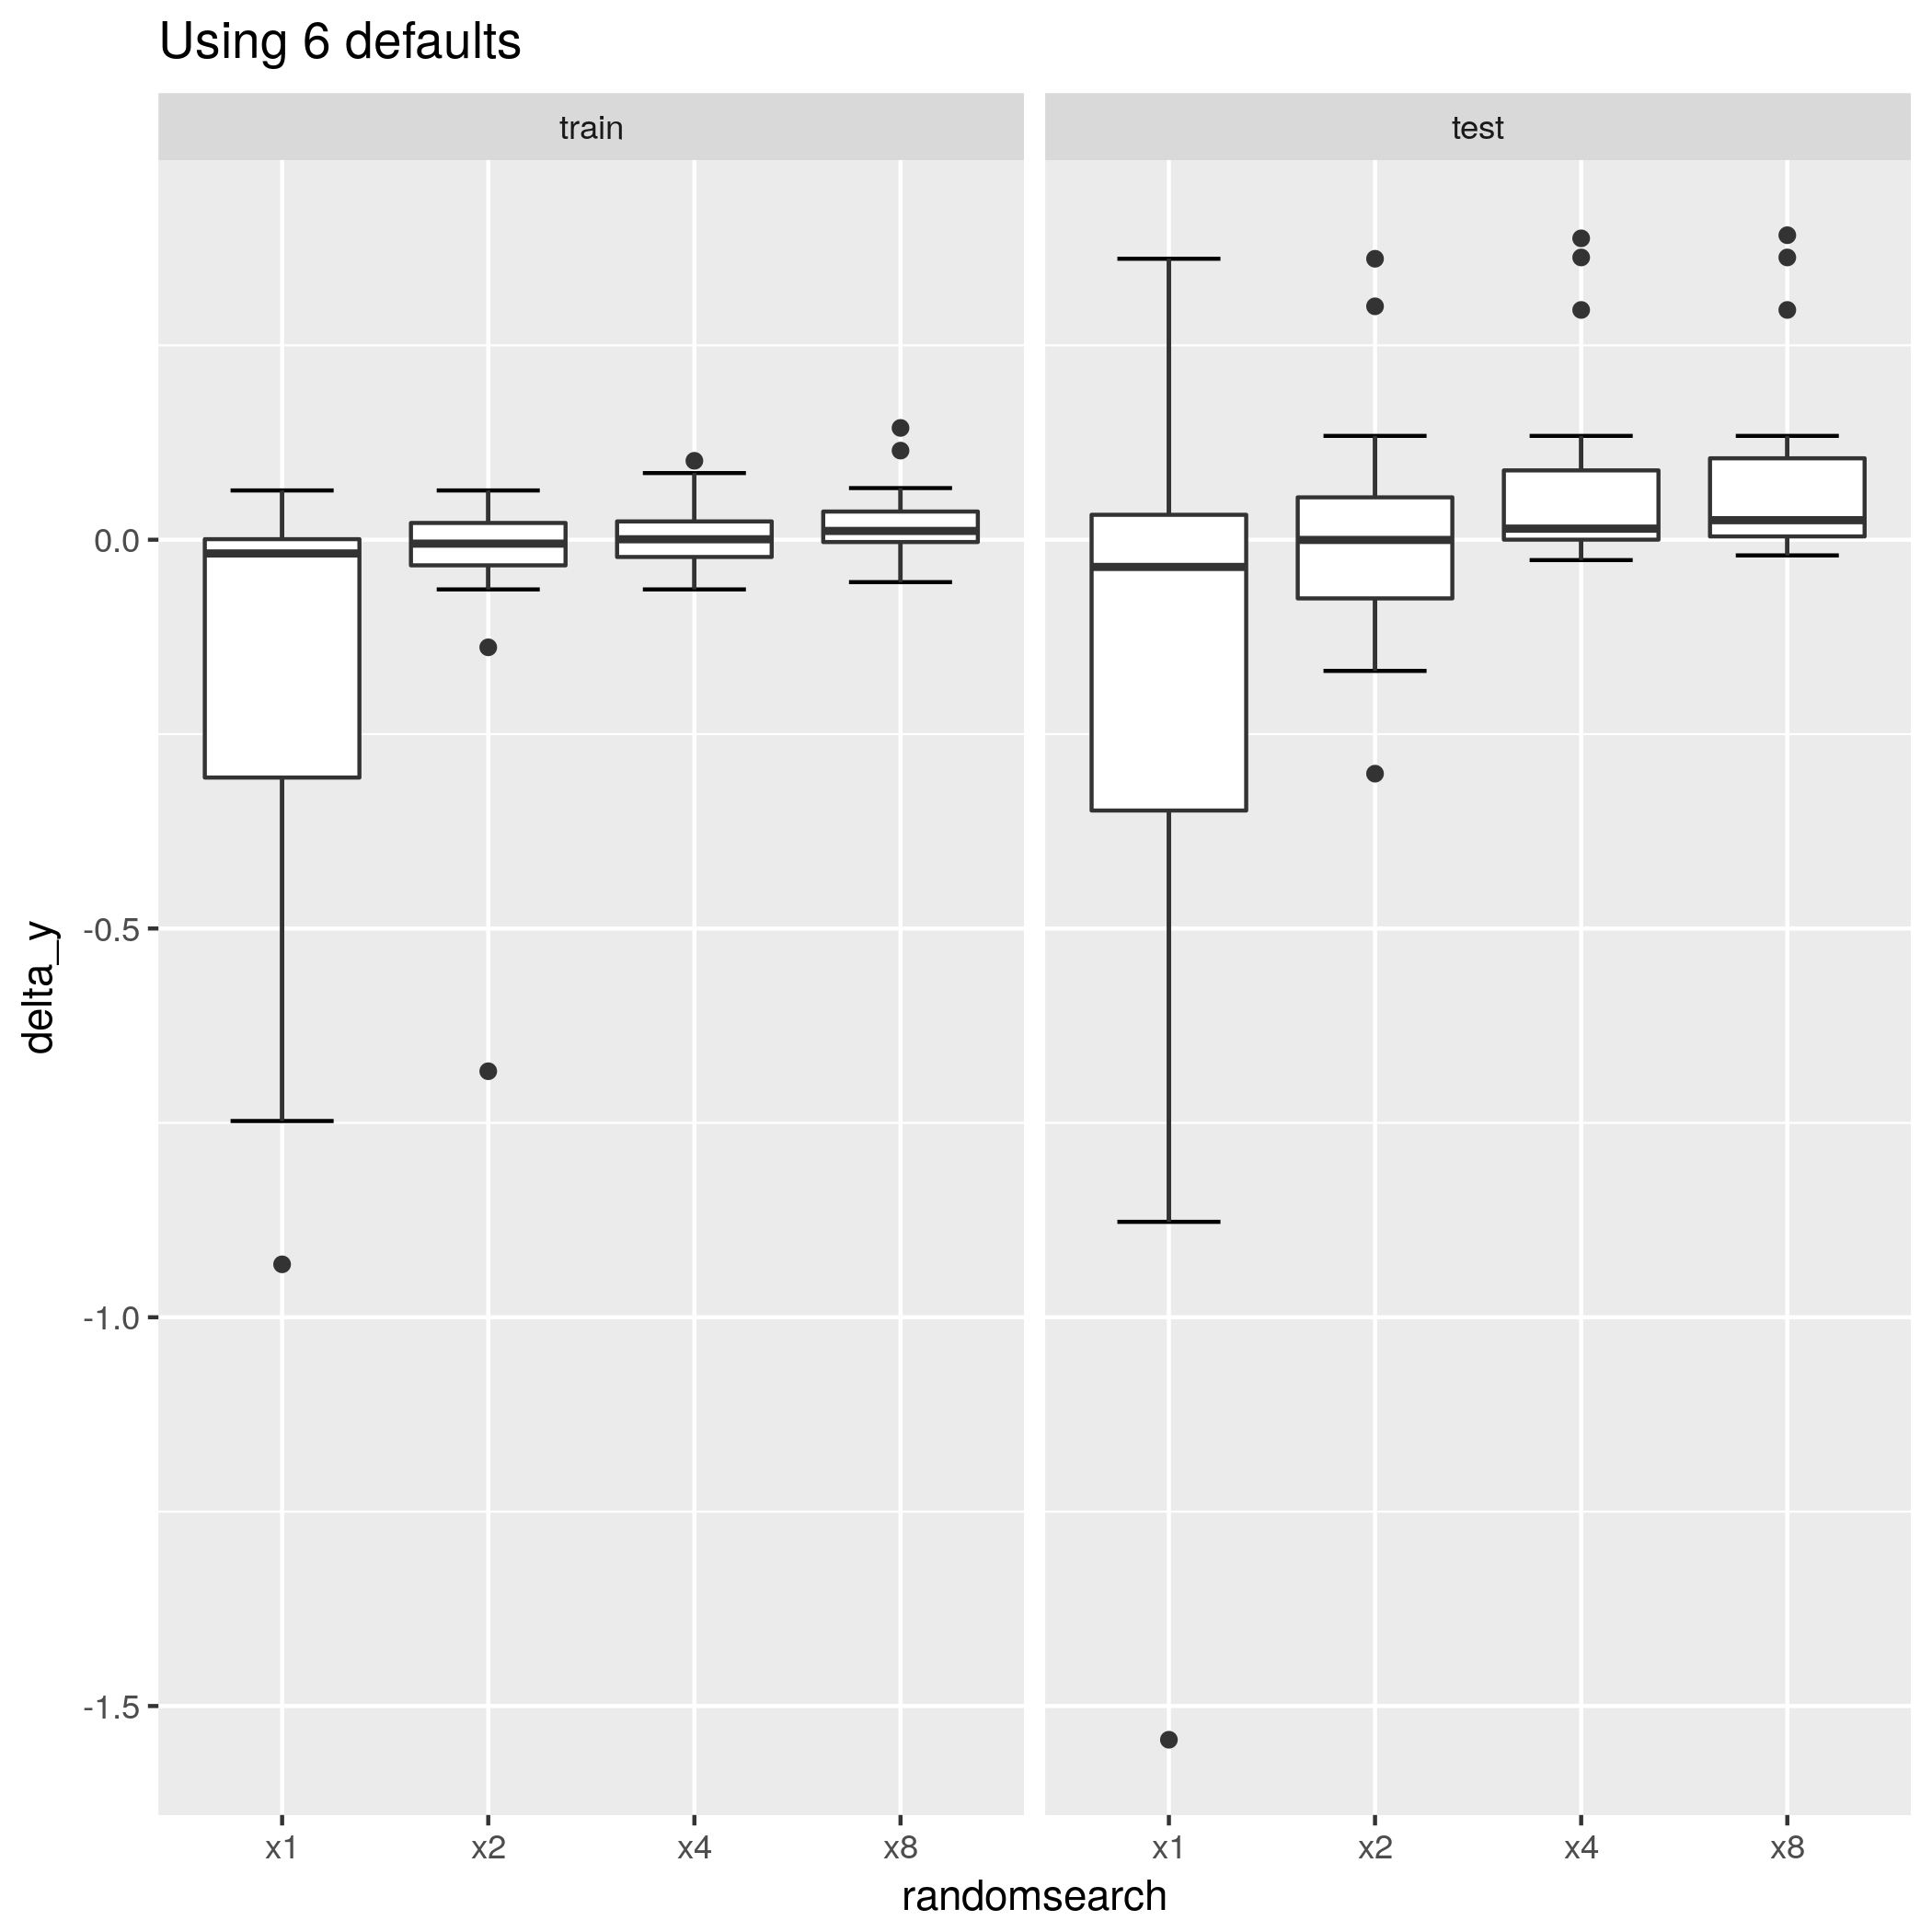 Using 6 defaults
train
test
0.0
-0.5
-1.0
-1.5
delta_y
x1 x2 x4 x8
x1 x2 x4 x8
randomsearch